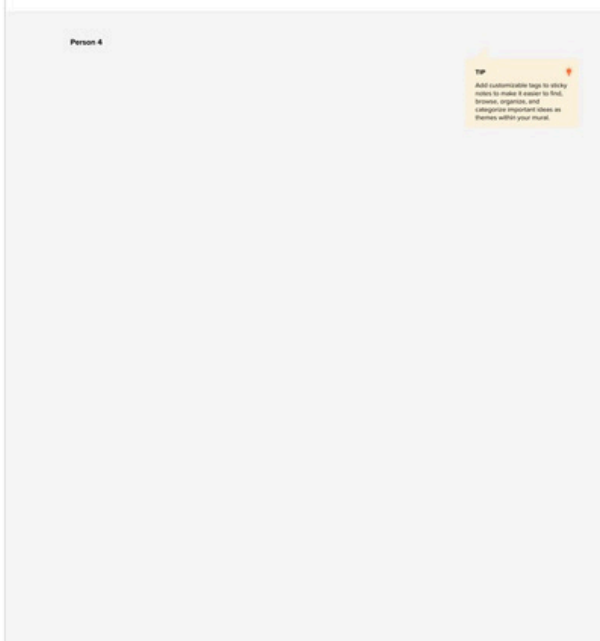 Person 4
TIP
Add customizable tags to sticky
notes to make it easier to find,
browse, organize, and
categorize important ideas as
themes within your mural.